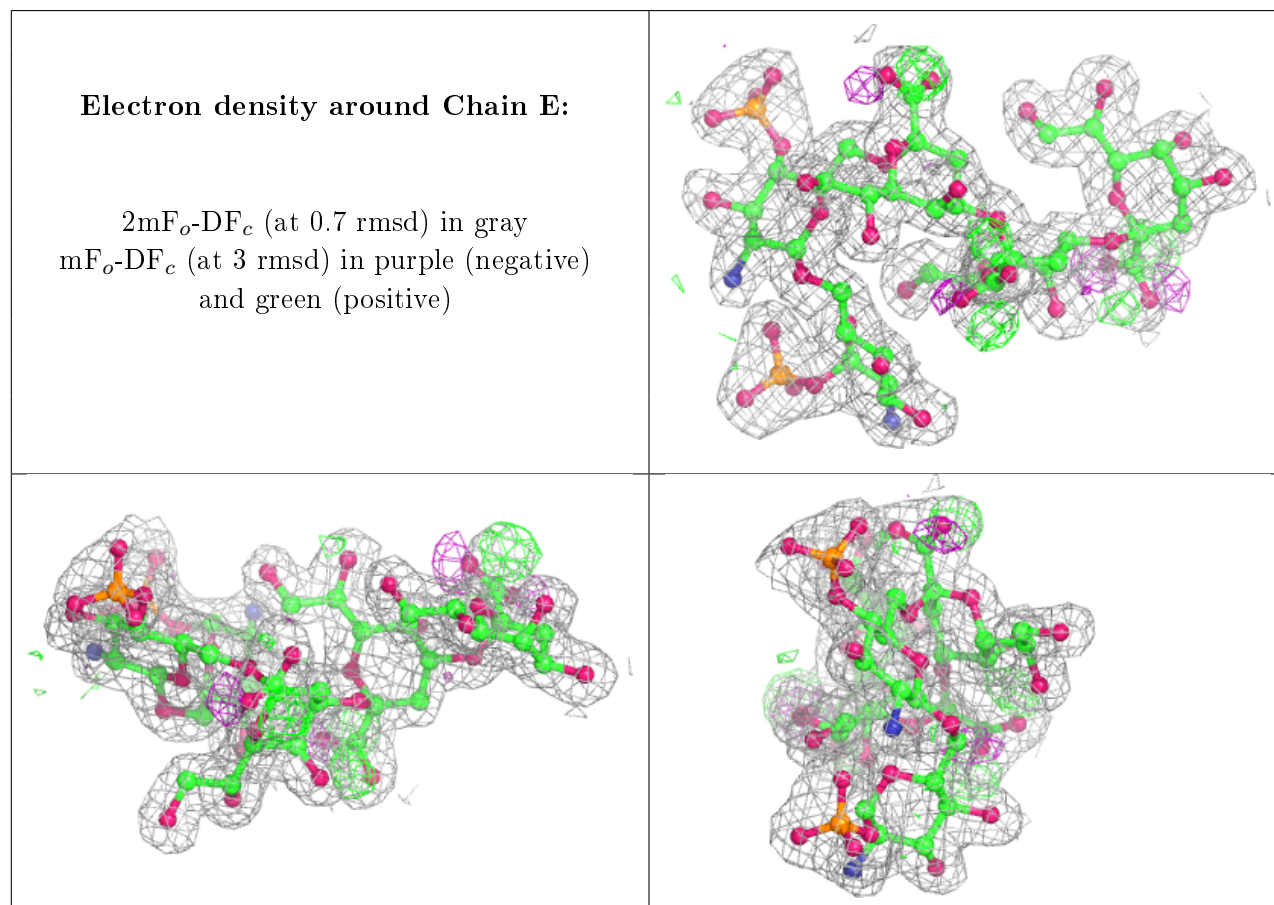 Electron density around Chain E:
2mFo-DFc (at 0.7 rmsd) in gray
mFo-DFc (at 3 rmsd) in purple (negative)
and green (positive)